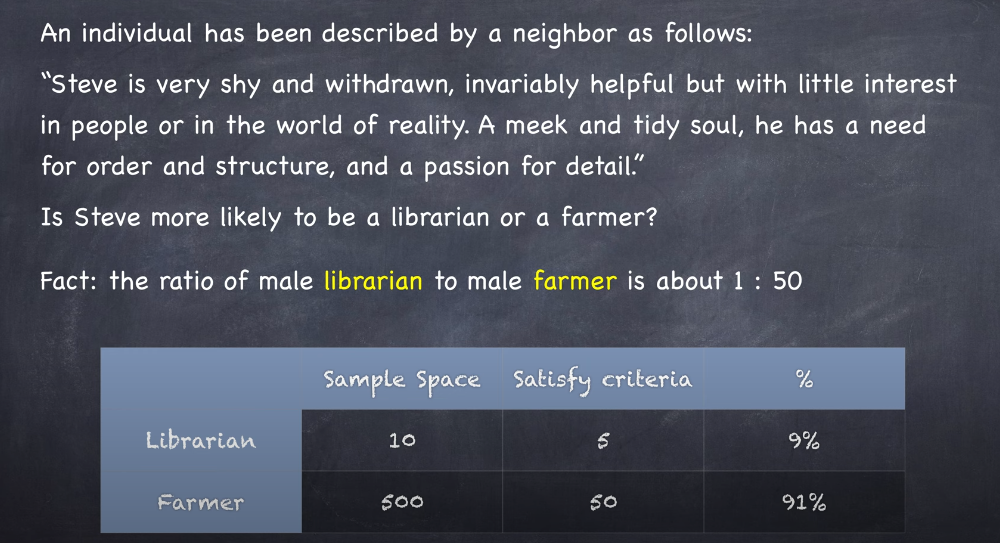 An individual has been described by a neighbor as follows:
“Steve is very shy and withdrawn, invariably helpful but with little interest
in people or in the world of reality. A meek and tidy soul, he has a need
for order and structure, and a passion for detail.”
Is Steve more likely to be a librarian or a farmer?
Fact: the ratio of male librarian to male farmer is about 1 : 50
Sample Space Satisfy criteria %
Librarian 10 5 9%
Farmer 500 50 91%